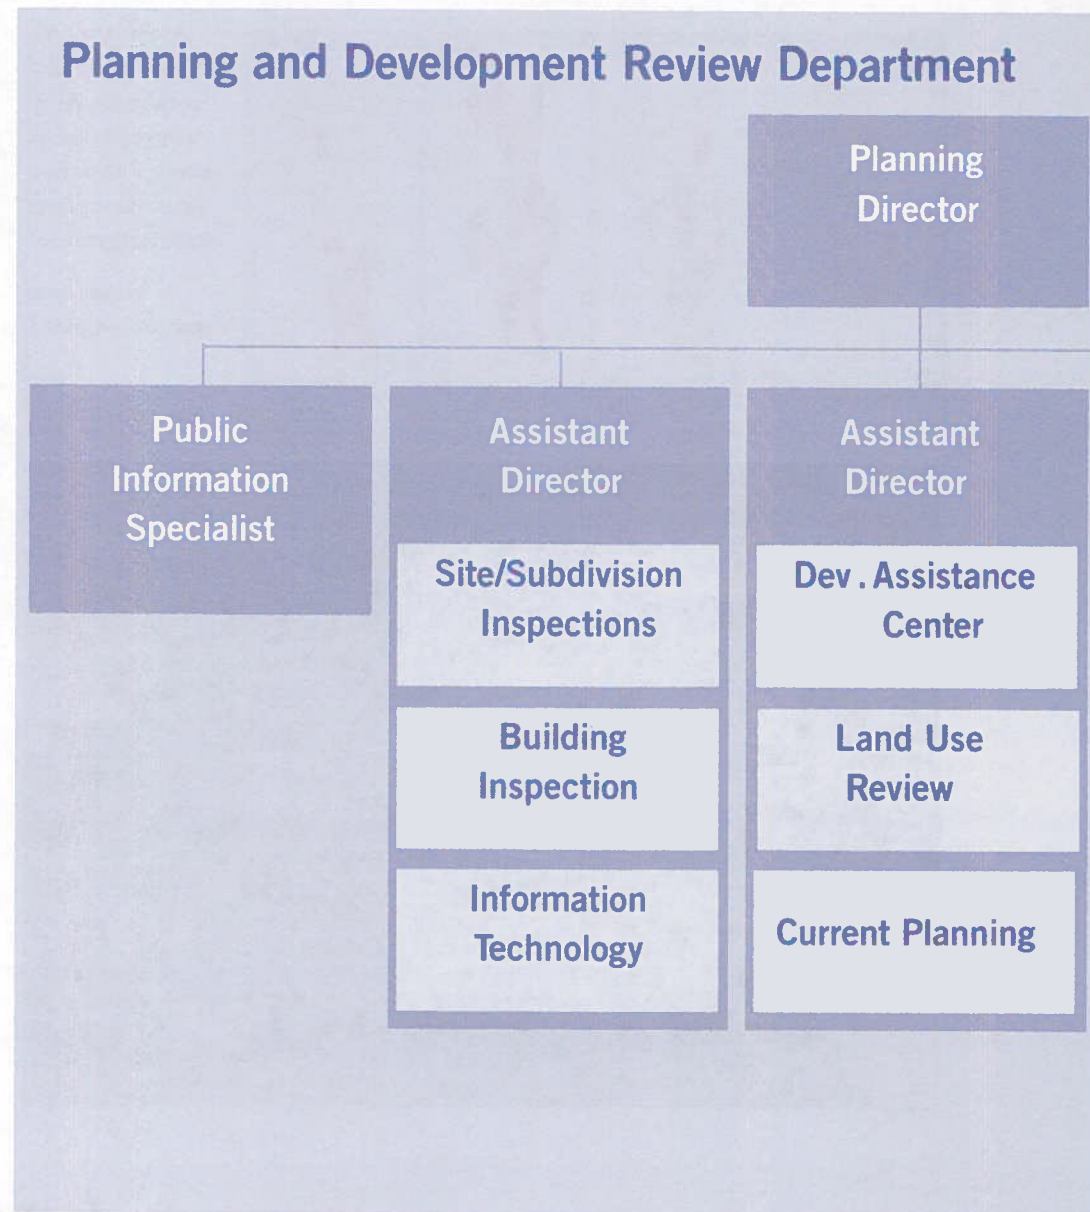 Planning and Development Review Department
Planning
Director
Public
Information
Specialist
Assistant
Director
Site/Subdivision
Inspections
Building
Inspection
Information
Technology
Assistant
Director
Dev. Assistance
Center
Land Use
Review
Current Planning